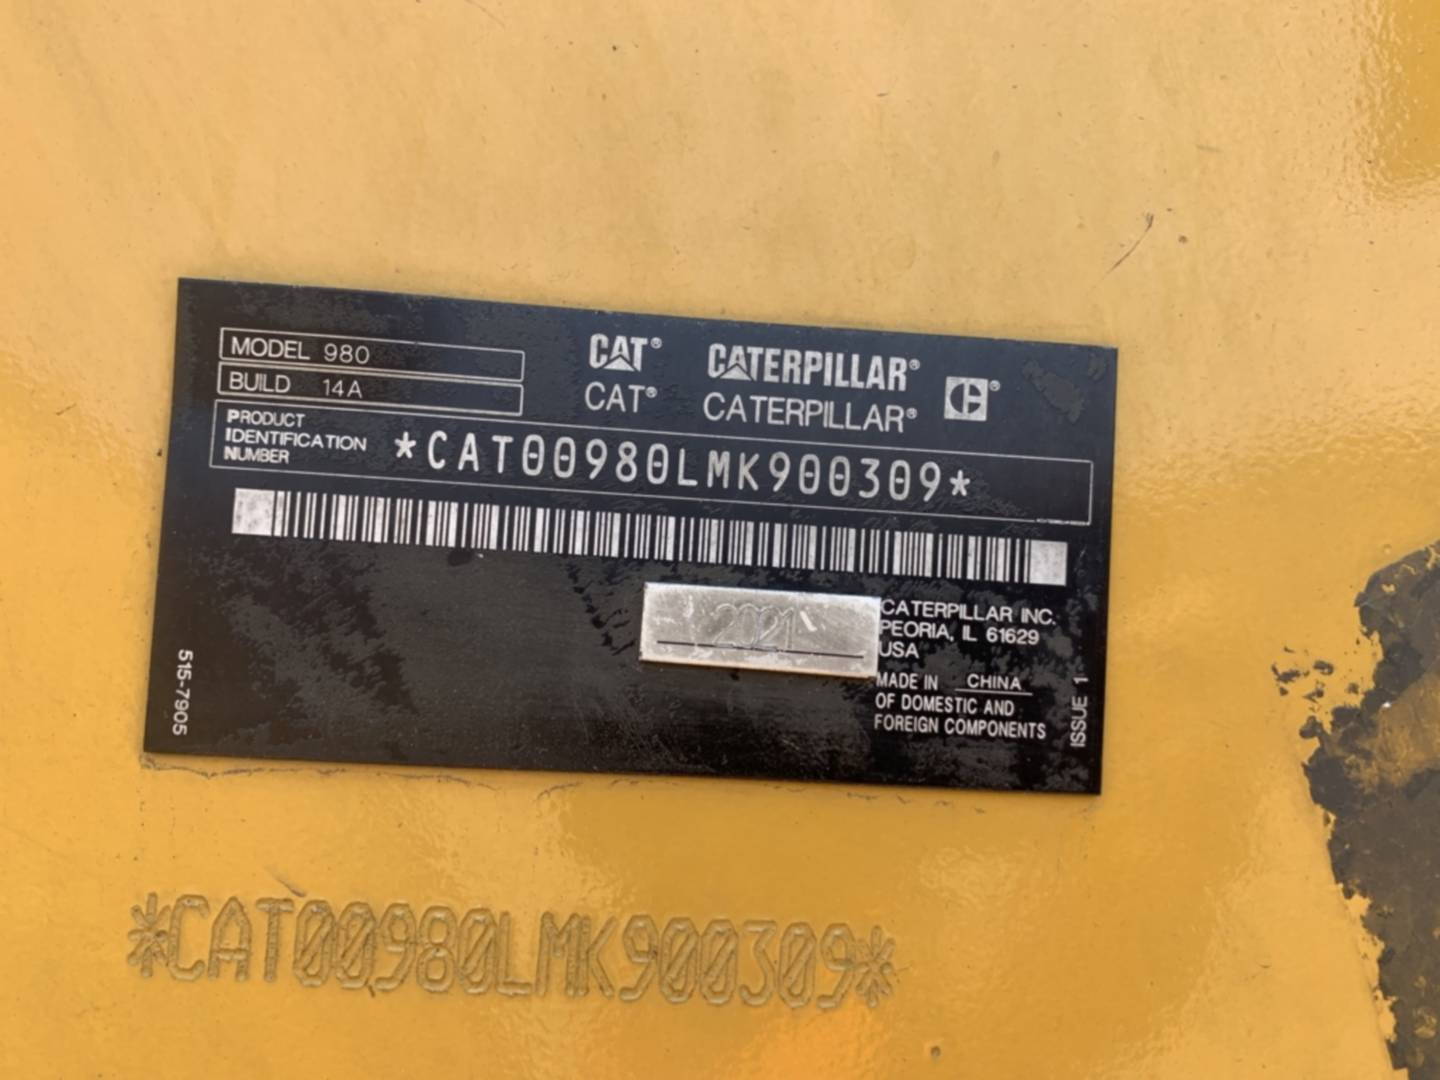 MODEL 980
BUILD 14A
CAT® CATERPILLAR®
CAT® CATERPILLAR®
PRODUCT
IDENTIFICATION
NUMBER
*CAT00980LMK900309*
2021
CATERPILLAR INC.
PEORIA, IL 61629
USA
MADE IN CHINA
OF DOMESTIC AND
FOREIGN COMPONENTS
515-7905
ISSUE 1
*CAT00980LMK900309*